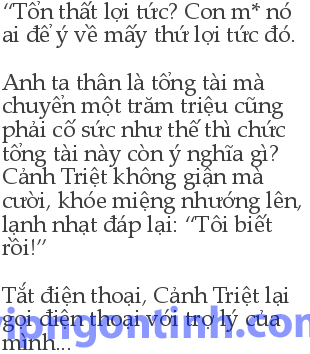 “Tổn thất lợi tức? Con m* nó
ai để ý về mấy thứ lợi tức đó.
Anh ta thân là tổng tài mà
chuyển một trăm triệu cũng
phải cố sức như thế thì chức
tổng tài này còn ý nghĩa gì?
Cảnh Triệt không giận mà
cười, khóe miệng nhướng lên,
lạnh nhạt đáp lại: “Tôi biết
rồi!”
Tắt điện thoại, Cảnh Triệt lại
gọi điện thoại với trợ lý của
mình...